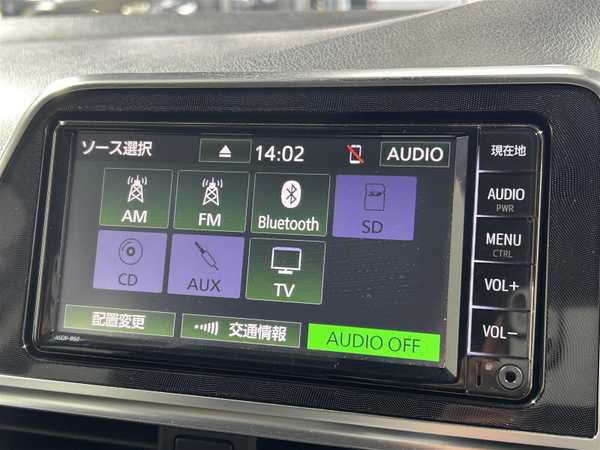 ソース選択
14:02
AUDIO
AM
FM
Bluetooth
SD
CD
AUX
TV
配置変更
交通情報
AUDIO OFF
現在地
AUDIO
PWR
MENU
CTRL
VOL+
VOL−